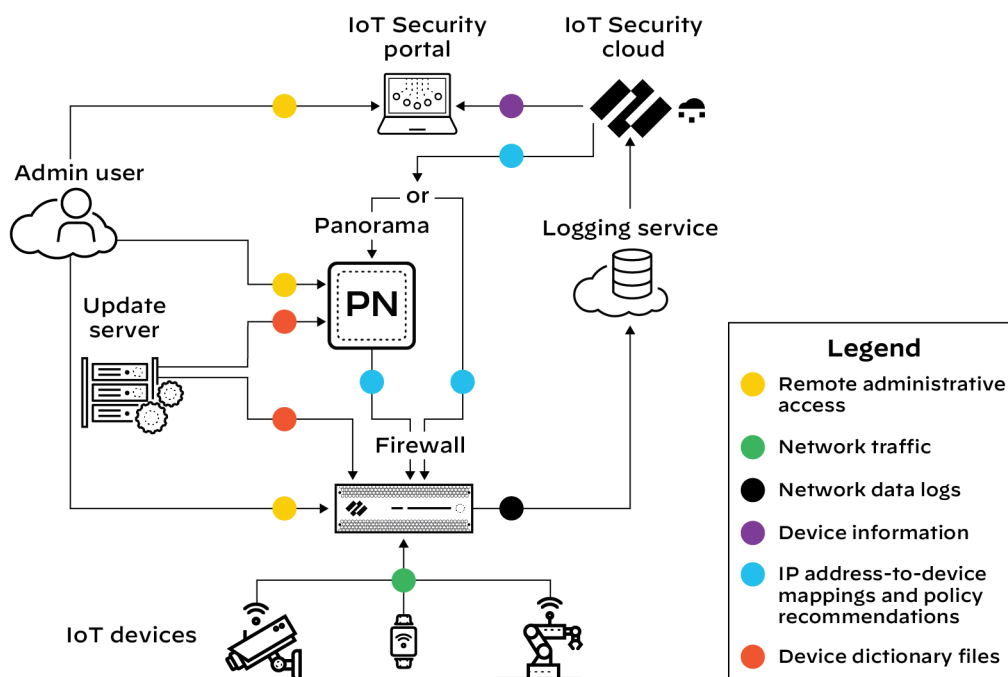 IoT Security
portal
IoT Security
cloud
Admin user
or
Panorama
Logging service
PN
Update
server
Firewall
IoT devices
Legend
Remote administrative
access
Network traffic
Network data logs
Device information
IP address-to-device
mappings and policy
recommendations
Device dictionary files